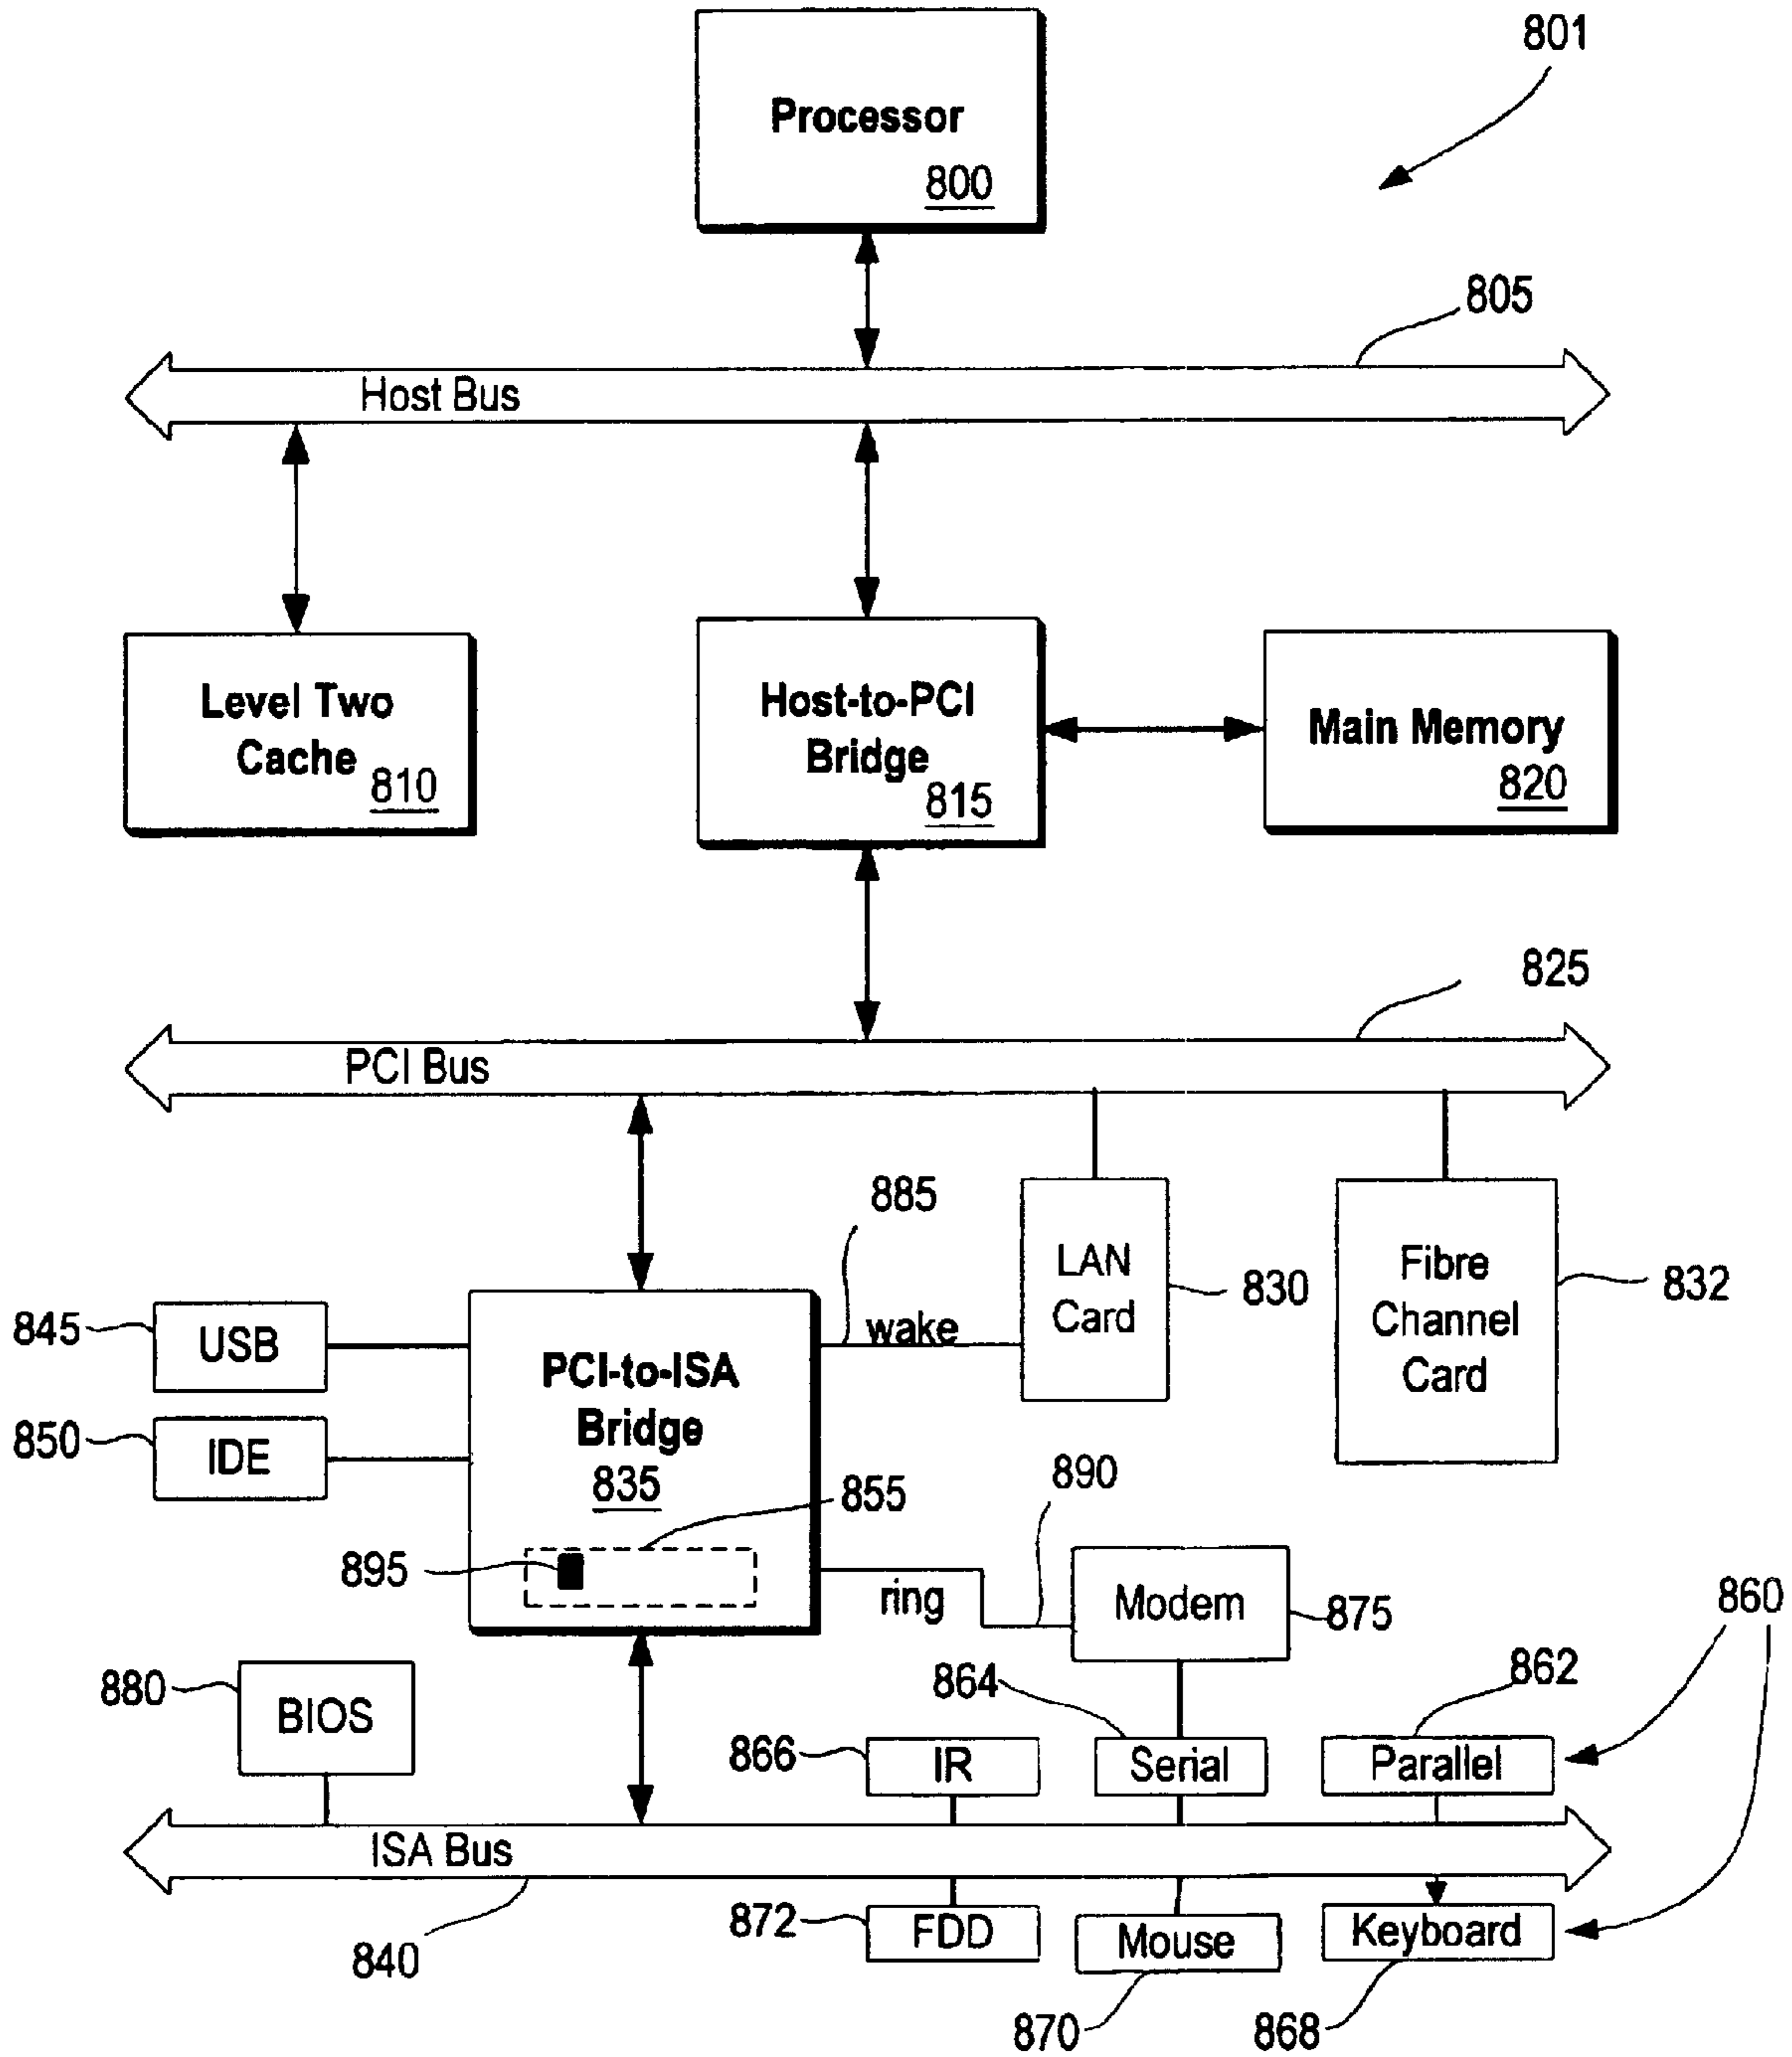 801
Processor
800
805
Host Bus
Level Two
Cache
810
Host-to-PCI
Bridge
815
Main Memory
820
825
PCI Bus
885
LAN
Card
830
Fibre
Channel
Card
832
845
USB
wake
PCI-to-ISA
Bridge
835
850
IDE
855
890
895
ring
Modem
875
860
880
BIOS
864
862
866
IR
Serial
Parallel
ISA Bus
840
872
FDD
Mouse
Keyboard
870
868